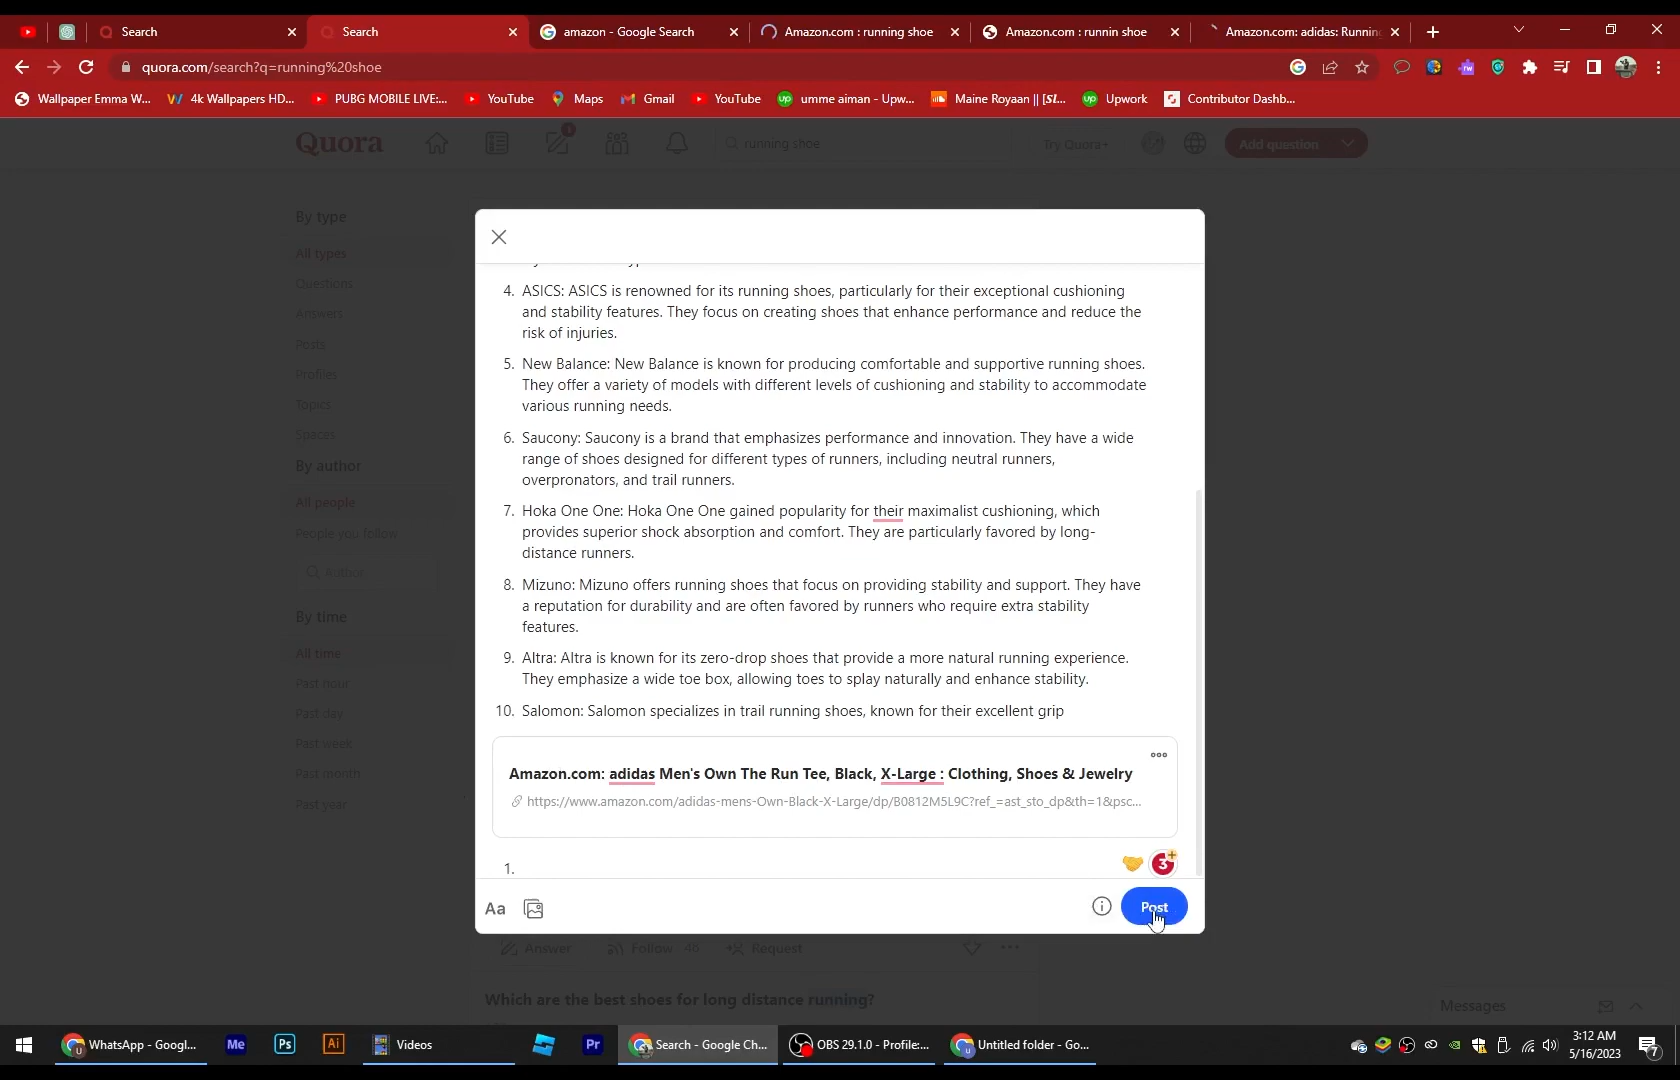 Search
Search
amazon - Google Search
Amazon.com : running shoe
Amazon.com : runnin shoe
Amazon.com: adidas: Running
quora.com/search?q=running%20shoe
Wallpaper Emma W...
4k Wallpapers HD...
PUBG MOBILE LIVE:...
YouTube
Maps
Gmail
YouTube
umme aiman - Upw...
Maine Royaan || [SL...
Upwork
Contributor Dashb...
Quora
running shoe
Try Quora+
Add question
By type
All types
Questions
Answers
Posts
Profiles
Topics
Spaces
By author
All people
People you follow
Author
By time
All time
Past hour
Past day
Past week
Past month
Past year
4. ASICS: ASICS is renowned for its running shoes, particularly for their exceptional cushioning
and stability features. They focus on creating shoes that enhance performance and reduce the
risk of injuries.
5. New Balance: New Balance is known for producing comfortable and supportive running shoes.
They offer a variety of models with different levels of cushioning and stability to accommodate
various running needs.
6. Saucony: Saucony is a brand that emphasizes performance and innovation. They have a wide
range of shoes designed for different types of runners, including neutral runners,
overpronators, and trail runners.
7. Hoka One One: Hoka One One gained popularity for their maximalist cushioning, which
provides superior shock absorption and comfort. They are particularly favored by long-
distance runners.
8. Mizuno: Mizuno offers running shoes that focus on providing stability and support. They have
a reputation for durability and are often favored by runners who require extra stability
features.
9. Altra: Altra is known for its zero-drop shoes that provide a more natural running experience.
They emphasize a wide toe box, allowing toes to splay naturally and enhance stability.
10. Salomon: Salomon specializes in trail running shoes, known for their excellent grip
Amazon.com: adidas Men's Own The Run Tee, Black, X-Large : Clothing, Shoes & Jewelry
https://www.amazon.com/adidas-mens-Own-Black-X-Large/dp/B0812M5L9C?ref_=ast_sto_dp&th=1&psc...
1.
3+
Aa
Post
Answer
Follow 46
Request
Which are the best shoes for long distance running?
Messages
WhatsApp - Googl...
Me
Ps
Ai
Videos
Pr
Search - Google Ch...
OBS 29.1.0 - Profile:...
Untitled folder - Go...
3:12 AM
5/16/2023
7